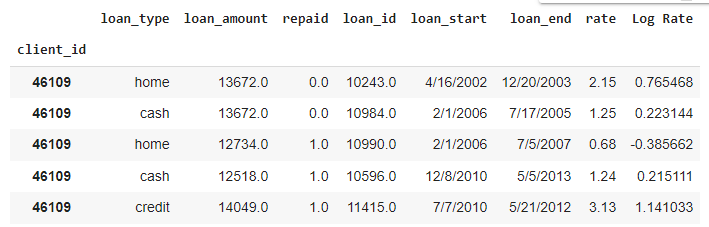 loan_type loan_amount repaid loan_id loan_start loan_end rate Log Rate
client_id
46109 home 13672.0 0.0 10243.0 4/16/2002 12/20/2003 2.15 0.765468
46109 cash 13672.0 0.0 10984.0 2/1/2006 7/17/2005 1.25 0.223144
46109 home 12734.0 1.0 10990.0 2/1/2006 7/5/2007 0.68 -0.385662
46109 cash 12518.0 1.0 10596.0 12/8/2010 5/5/2013 1.24 0.215111
46109 credit 14049.0 1.0 11415.0 7/7/2010 5/21/2012 3.13 1.141033